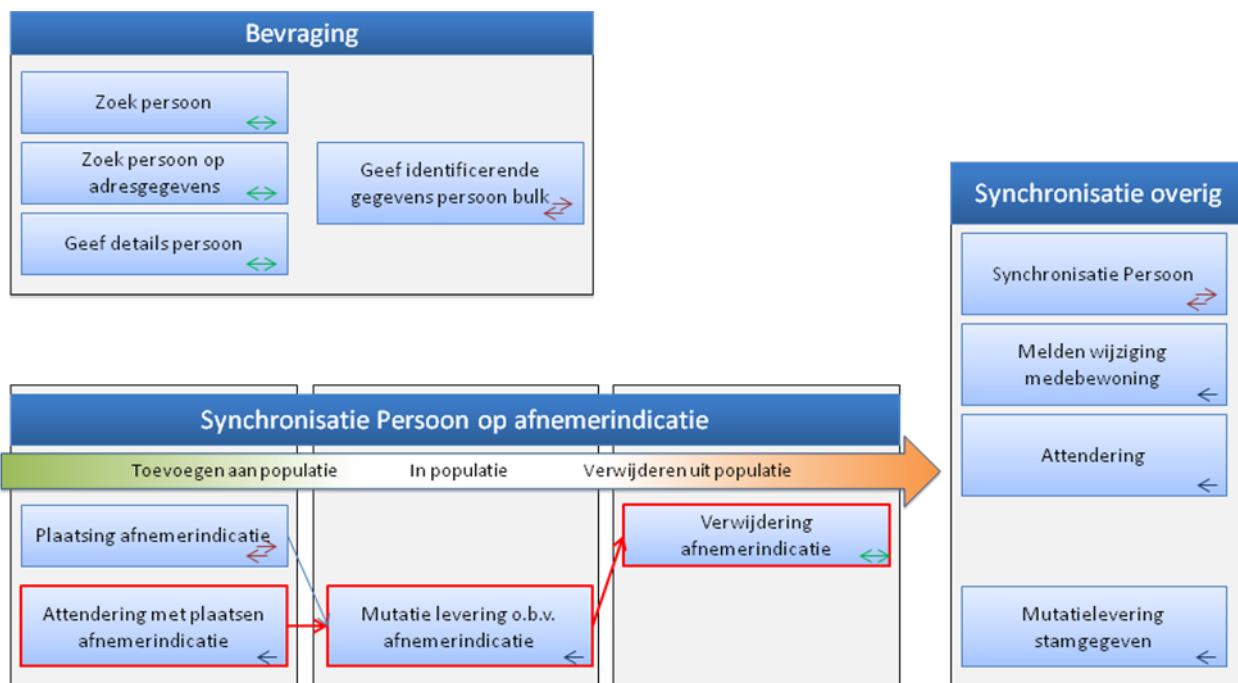 Bevraging
Zoek persoon
Zoek persoon op
adresgegevens
Geef details persoon
Geef identificerende
gegevens persoon bulk
Synchronisatie overig
Synchronisatie Persoon
Melden wijziging
medebewoning
Attendering
Mutatielevering
stamgegeven
Synchronisatie Persoon op afnemerindicatie
Toevoegen aan populatie
In populatie
Verwijderen uit populatie
Plaatsing afnemerindicatie
Attendering met plaatsen
afnemerindicatie
Mutatie levering o.b.v.
afnemerindicatie
Verwijdering
afnemerindicatie